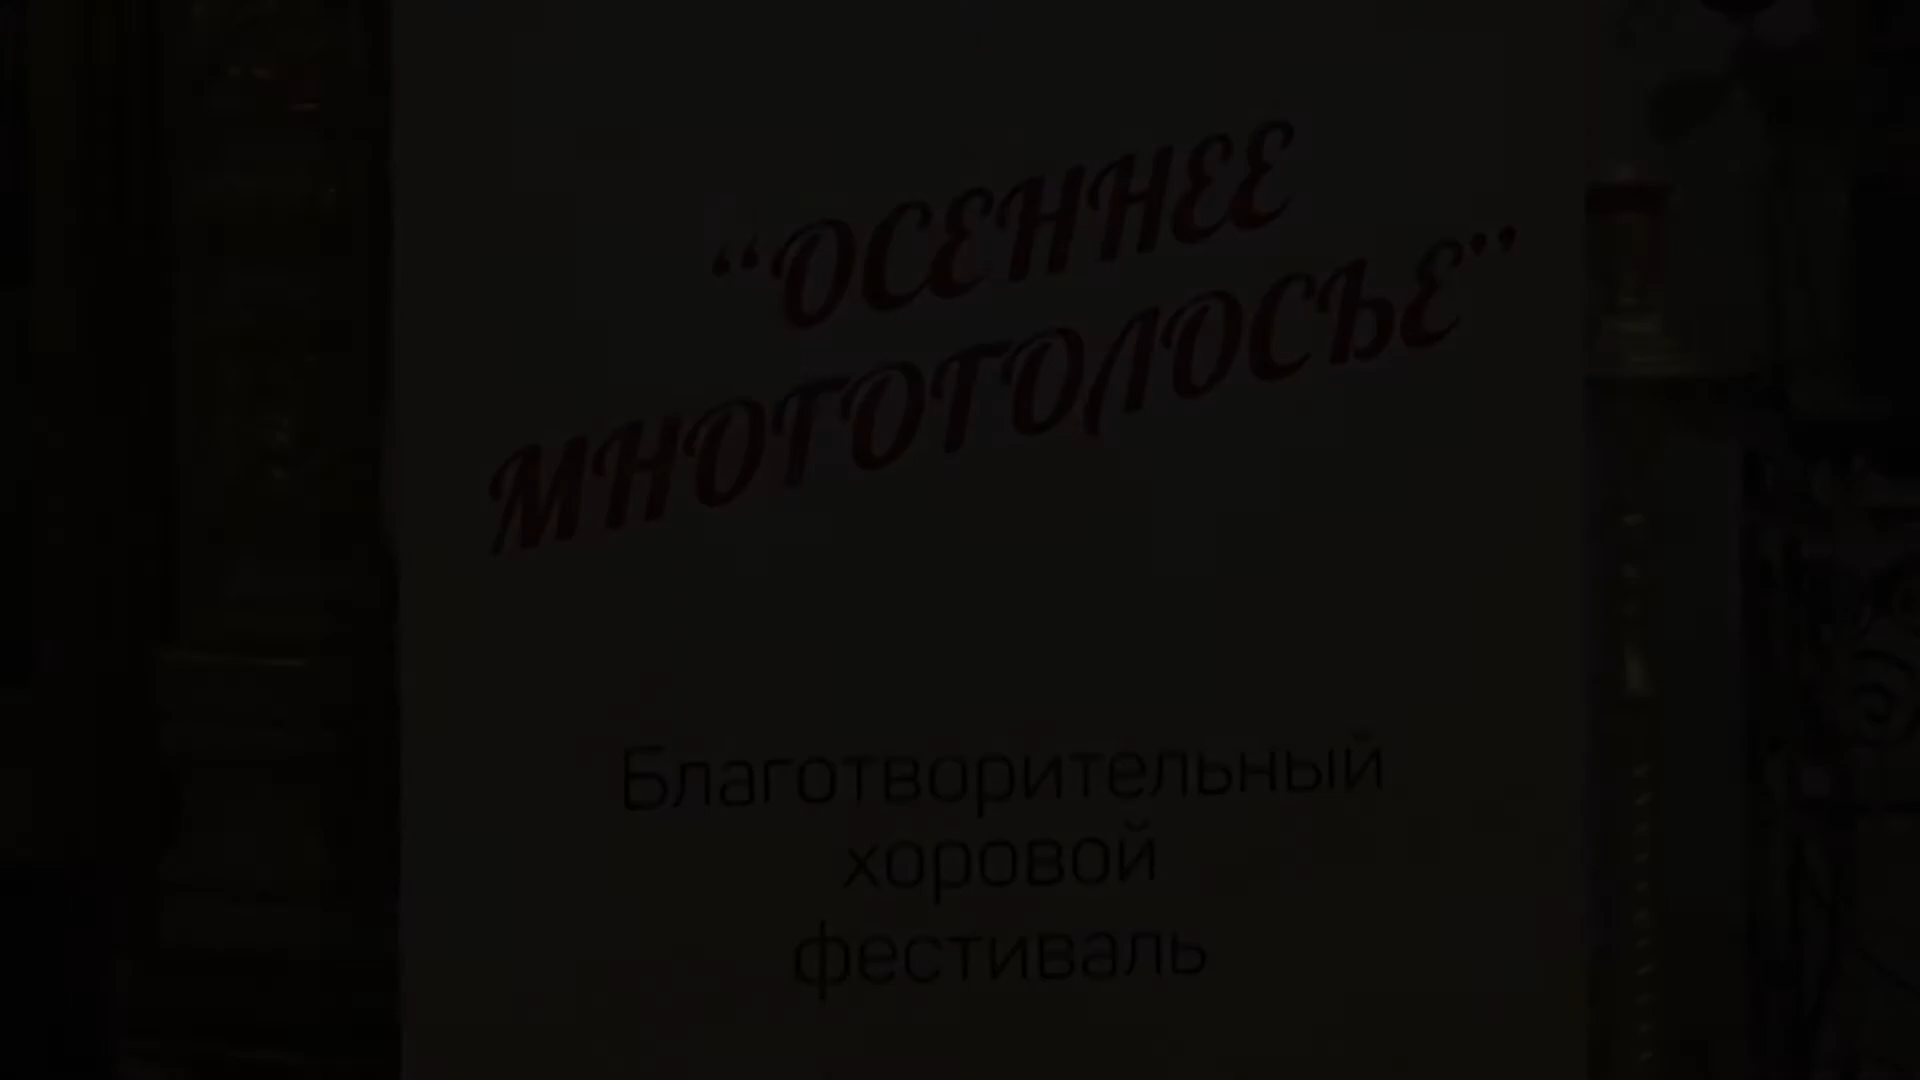 “ОСЕННЕЕ
МНОГОГОЛОСЬЕ”
Благотворительный
хоровой
фестиваль